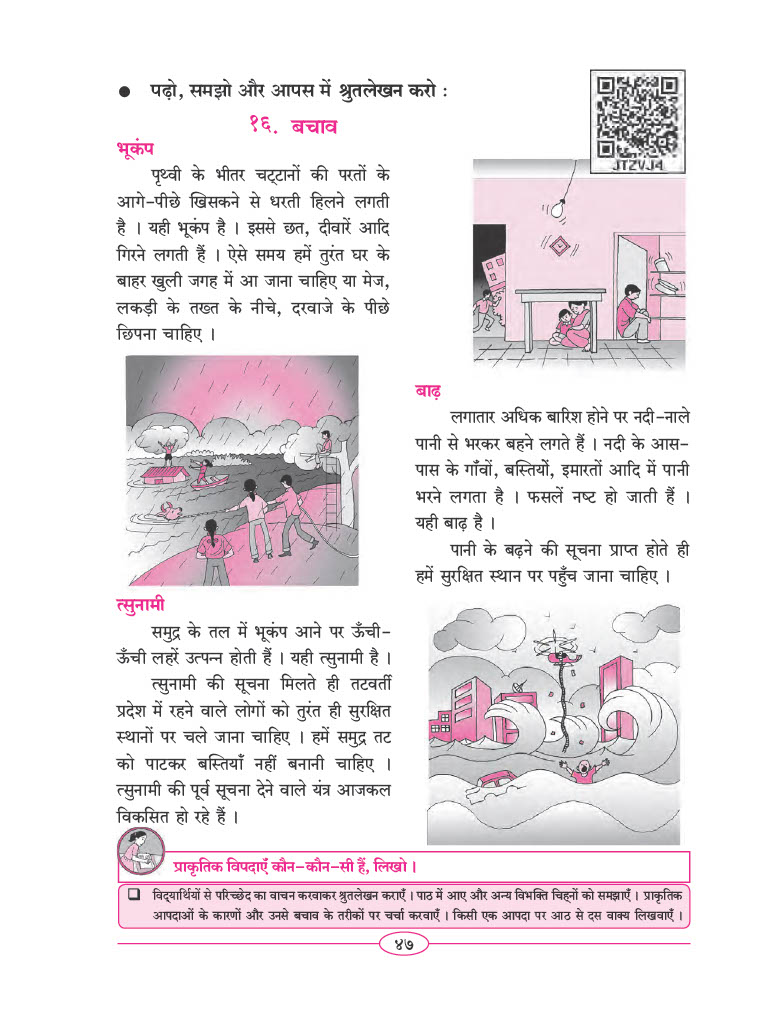 ● पढ़ो, समझो और आपस में श्रुतलेखन करो :
१६. बचाव
JTZVJ4
भूकंप
पृथ्वी के भीतर चट्‌टानों की परतों के
आगे-पीछे खिसकने से धरती हिलने लगती
है । यही भूकंप है । इससे छत, दीवारें आदि
गिरने लगती हैं । ऐसे समय हमें तुरंत घर के
बाहर खुली जगह में आ जाना चाहिए या मेज,
लकड़ी के तख्त के नीचे, दरवाजे के पीछे
छिपना चाहिए ।
बाढ़
लगातार अधिक बारिश होने पर नदी-नाले
पानी से भरकर बहने लगते हैं । नदी के आस-
पास के गाँवों, बस्तियों, इमारतों आदि में पानी
भरने लगता है । फसलें नष्ट हो जाती हैं ।
यही बाढ़ है ।
पानी के बढ़ने की सूचना प्राप्त होते ही
हमें सुरक्षित स्थान पर पहुँच जाना चाहिए ।
त्सुनामी
समुद्र के तल में भूकंप आने पर ऊँची-
ऊँची लहरें उत्पन्न होती हैं । यही त्सुनामी है ।
त्सुनामी की सूचना मिलते ही तटवर्ती
प्रदेश में रहने वाले लोगों को तुरंत ही सुरक्षित
स्थानों पर चले जाना चाहिए । हमें समुद्र तट
को पाटकर बस्तियाँ नहीं बनानी चाहिए ।
त्सुनामी की पूर्व सूचना देने वाले यंत्र आजकल
विकसित हो रहे हैं ।
प्राकृतिक विपदाएँ कौन-कौन-सी हैं, लिखो ।
❑ विद्‌यार्थियों से परिच्छेद का वाचन करवाकर श्रुतलेखन कराएँ । पाठ में आए और अन्य विभक्ति चिह्‌नों को समझाएँ । प्राकृतिक
आपदाओं के कारणों और उनसे बचाव के तरीकों पर चर्चा करवाएँ । किसी एक आपदा पर आठ से दस वाक्य लिखवाएँ ।
४७